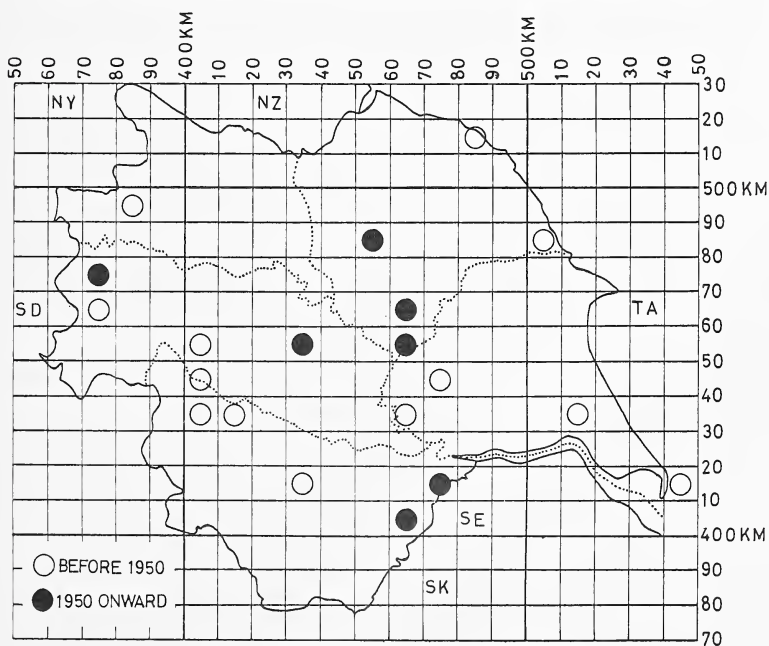 50 60 70 80 90 400KM 10 20 30 40 50 60 70 80 90 500KM 10 20 30 40 50
NY NZ 30
20
10
500KM
90
80
70
SD TA
60
50
40
30
20
10
SE
400KM
BEFORE 1950
90
SK
1950 ONWARD 80
70